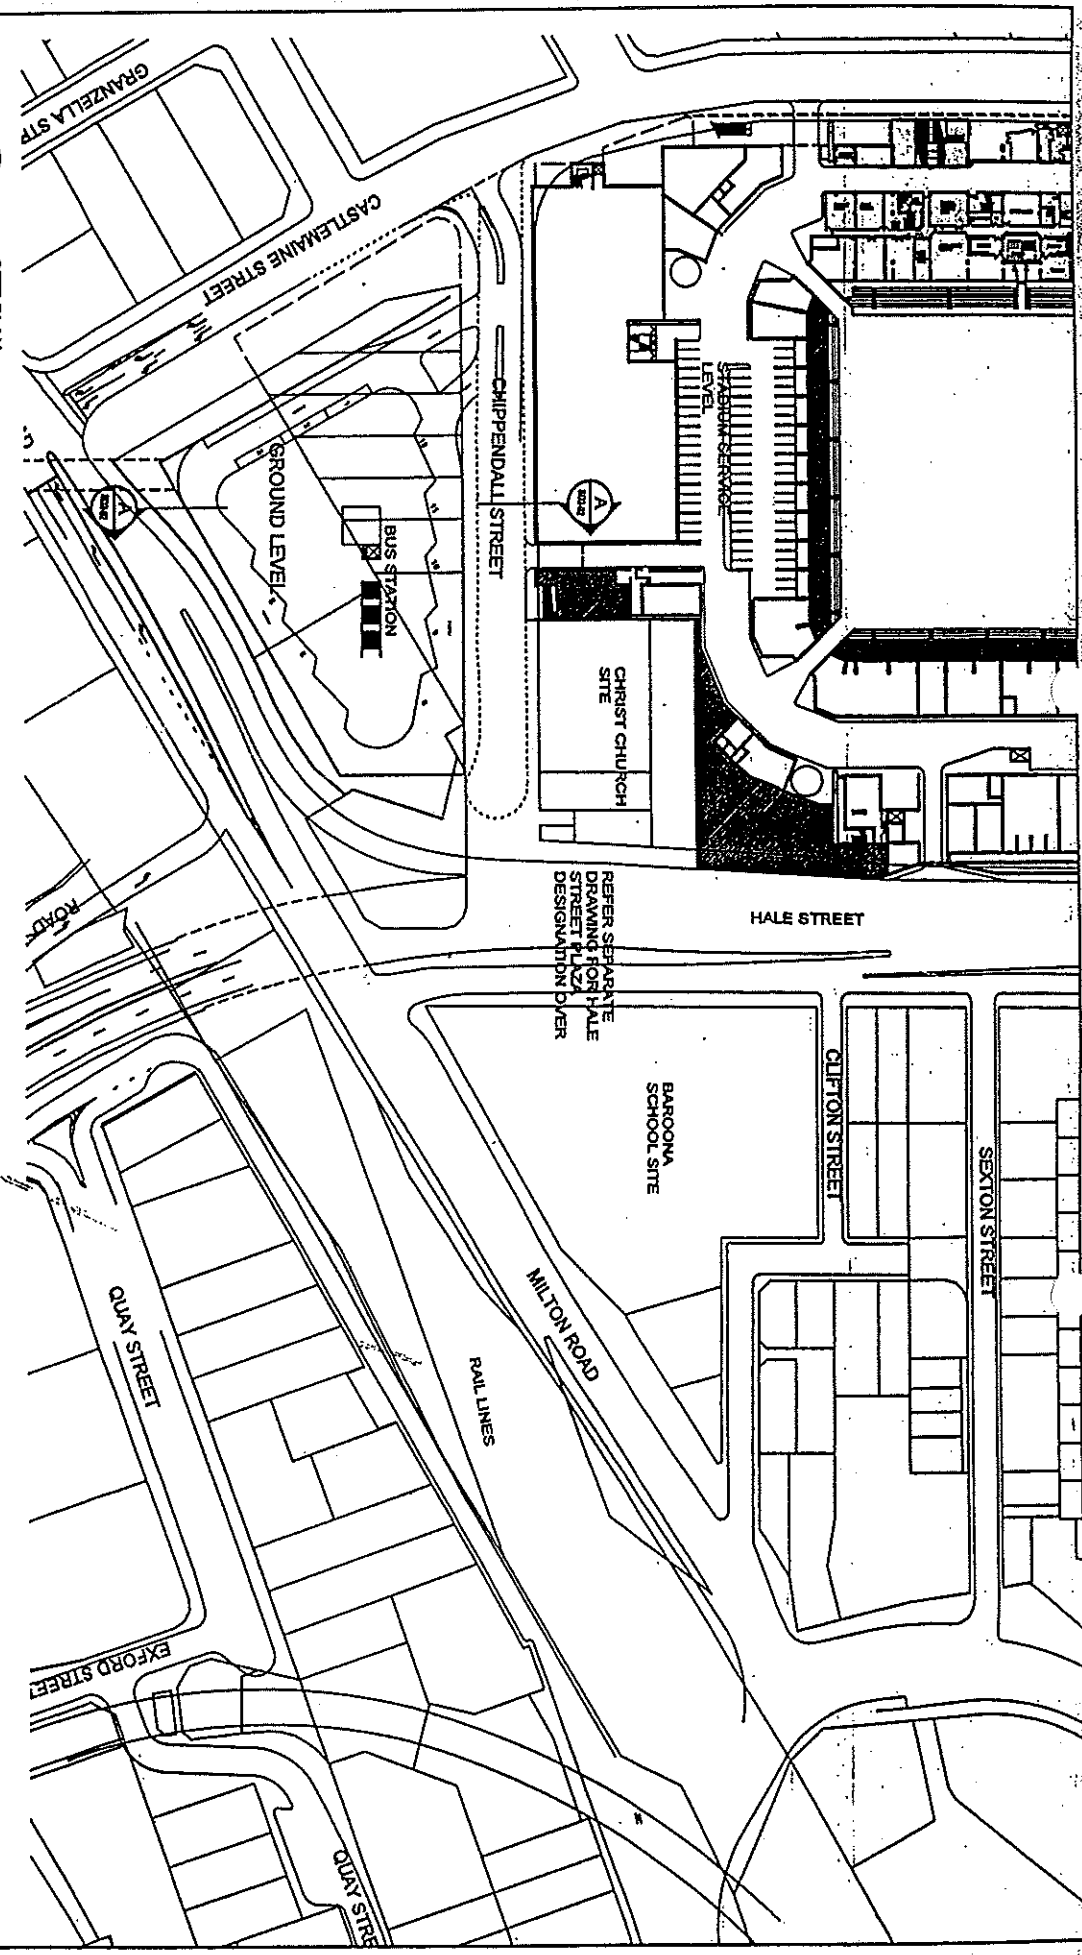 GRANZELLA STR
CASTLEMAINE STREET
CHIPPENDALL STREET
STADIUM SERVICE
LEVEL
A
GROUND LEVEL
BUS STATION
A
CHRIST CHURCH
SITE
REFER SEPARATE
DRAWING FOR HALE
STREET PLAZA
DESIGNATION OVER
HALE STREET
ROAD
BAROONA
SCHOOL SITE
CLIFTON STREET
SEXTON STREET
MILTON ROAD
RAIL LINES
QUAY STREET
EXFORD STREET
QUAY STRE